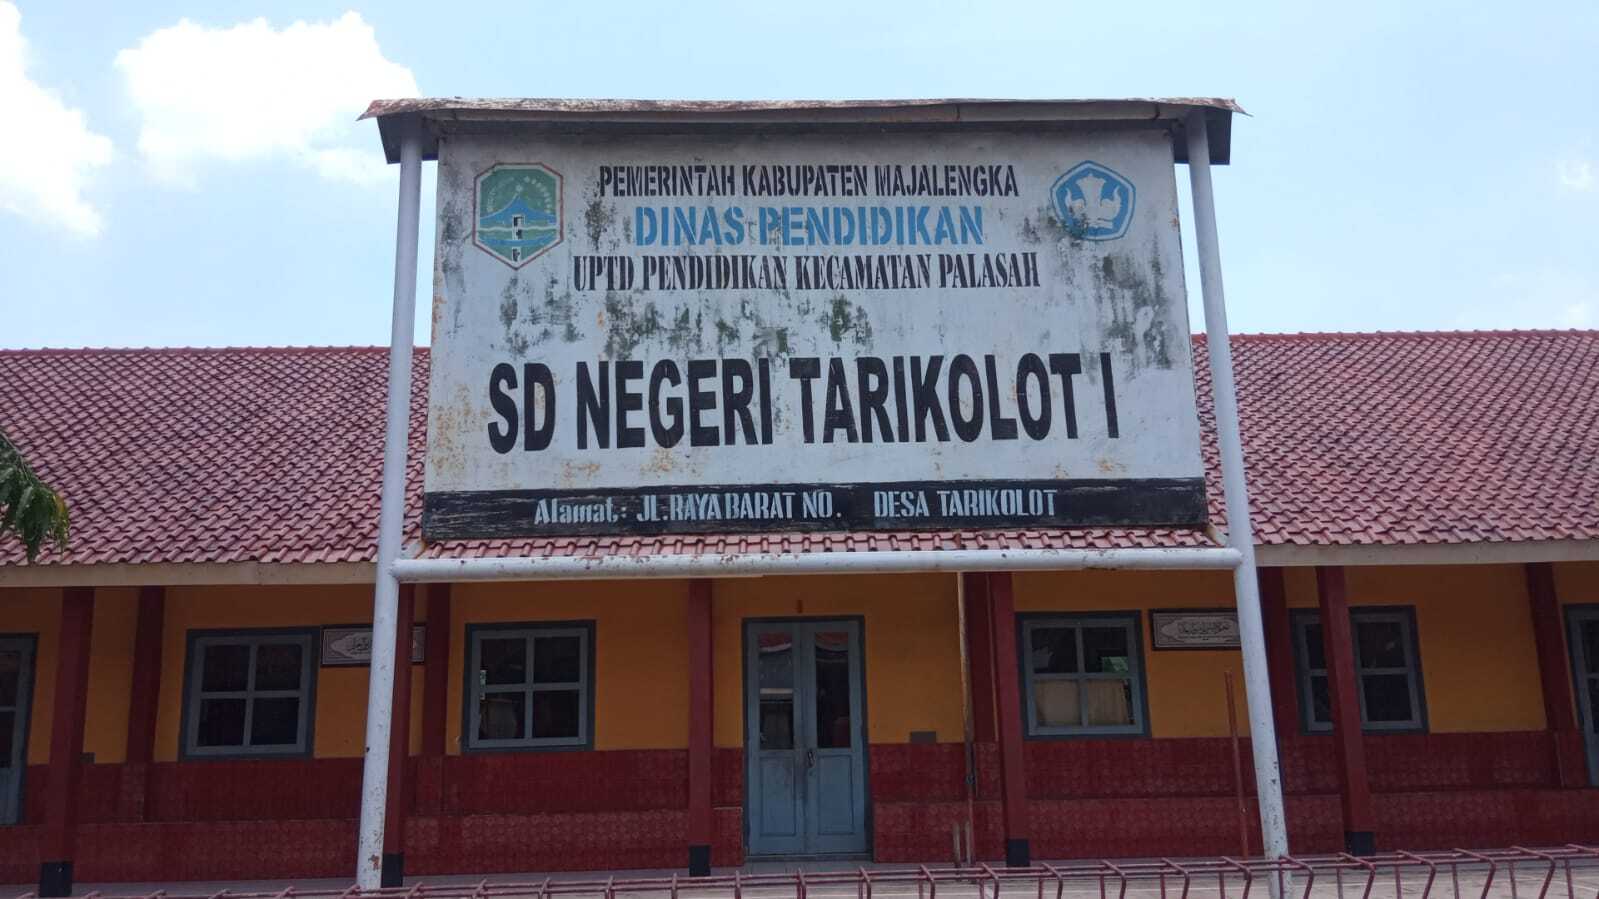 PEMERINTAH KABUPATEN MAJALENGKA
DINAS PENDIDIKAN
UPTD PENDIDIKAN KECAMATAN PALASAH
SD NEGERI TARIKOLOT I
Alamat: JL.RAYA BARAT NO. DESA TARIKOLOT